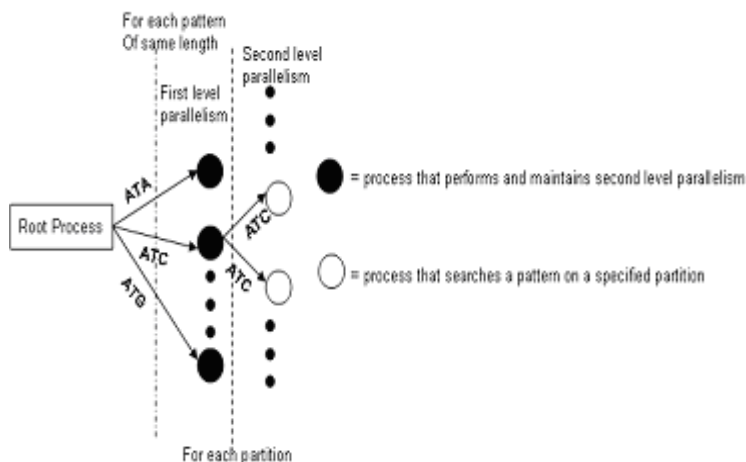 For each pattern
Of same length
Second level
parallelism
First level
parallelism
ATA
Root Process
ATC
ATG
ATC
ATC
= process that performs and maintains second level parallelism
= process that searches a pattern on a specified partition
For each partition